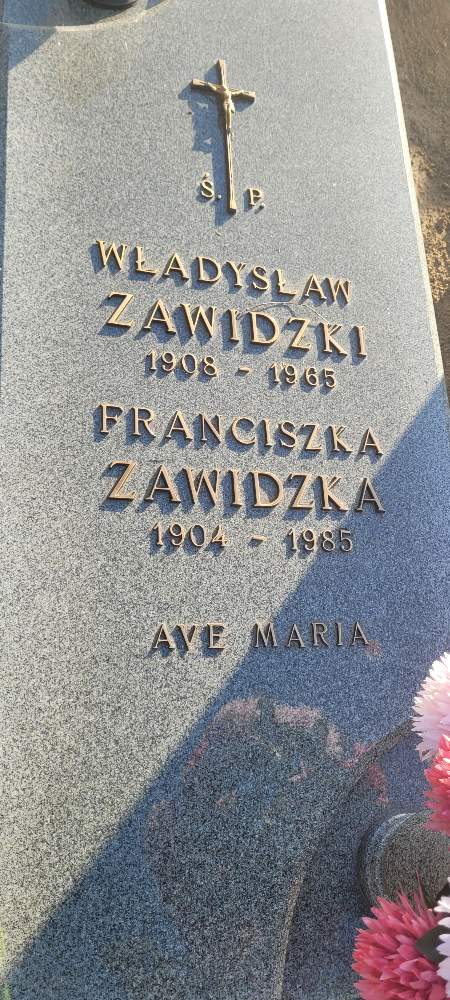 Ś. P.
WŁADYSŁAW
ZAWIDZKI
1908 - 1965
FRANCISZKA
ZAWIDZKA
1904 - 1985
AVE MARIA